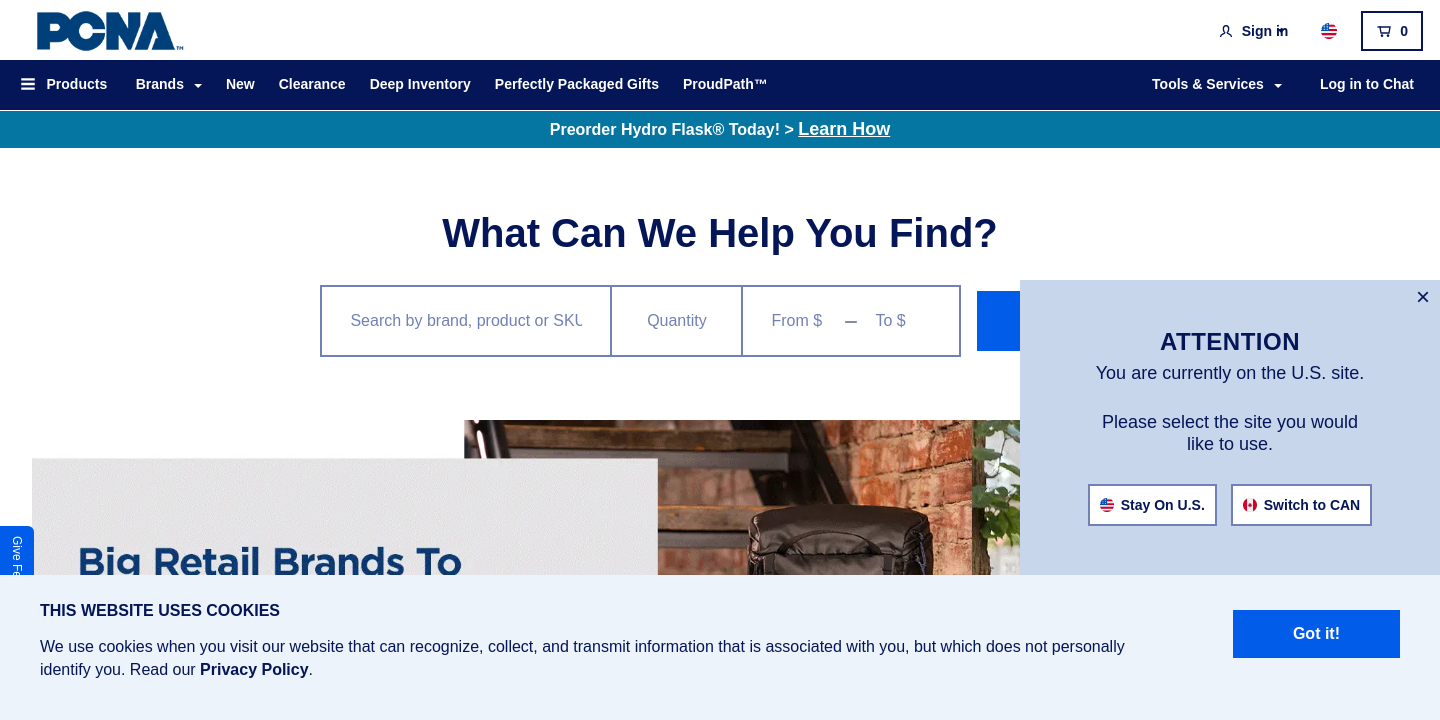 PCNA™
Sign in
0
Products
Brands
New
Clearance
Deep Inventory
Perfectly Packaged Gifts
ProudPath™
Tools & Services
Log in to Chat
Preorder Hydro Flask® Today! > Learn How
What Can We Help You Find?
Search by brand, product or SKU
Quantity
From $
–
To $
×
ATTENTION
You are currently on the U.S. site.
Please select the site you would
like to use.
Stay On U.S.
Switch to CAN
Give Fe
Big Retail Brands To
THIS WEBSITE USES COOKIES
We use cookies when you visit our website that can recognize, collect, and transmit information that is associated with you, but which does not personally
identify you. Read our Privacy Policy.
Got it!